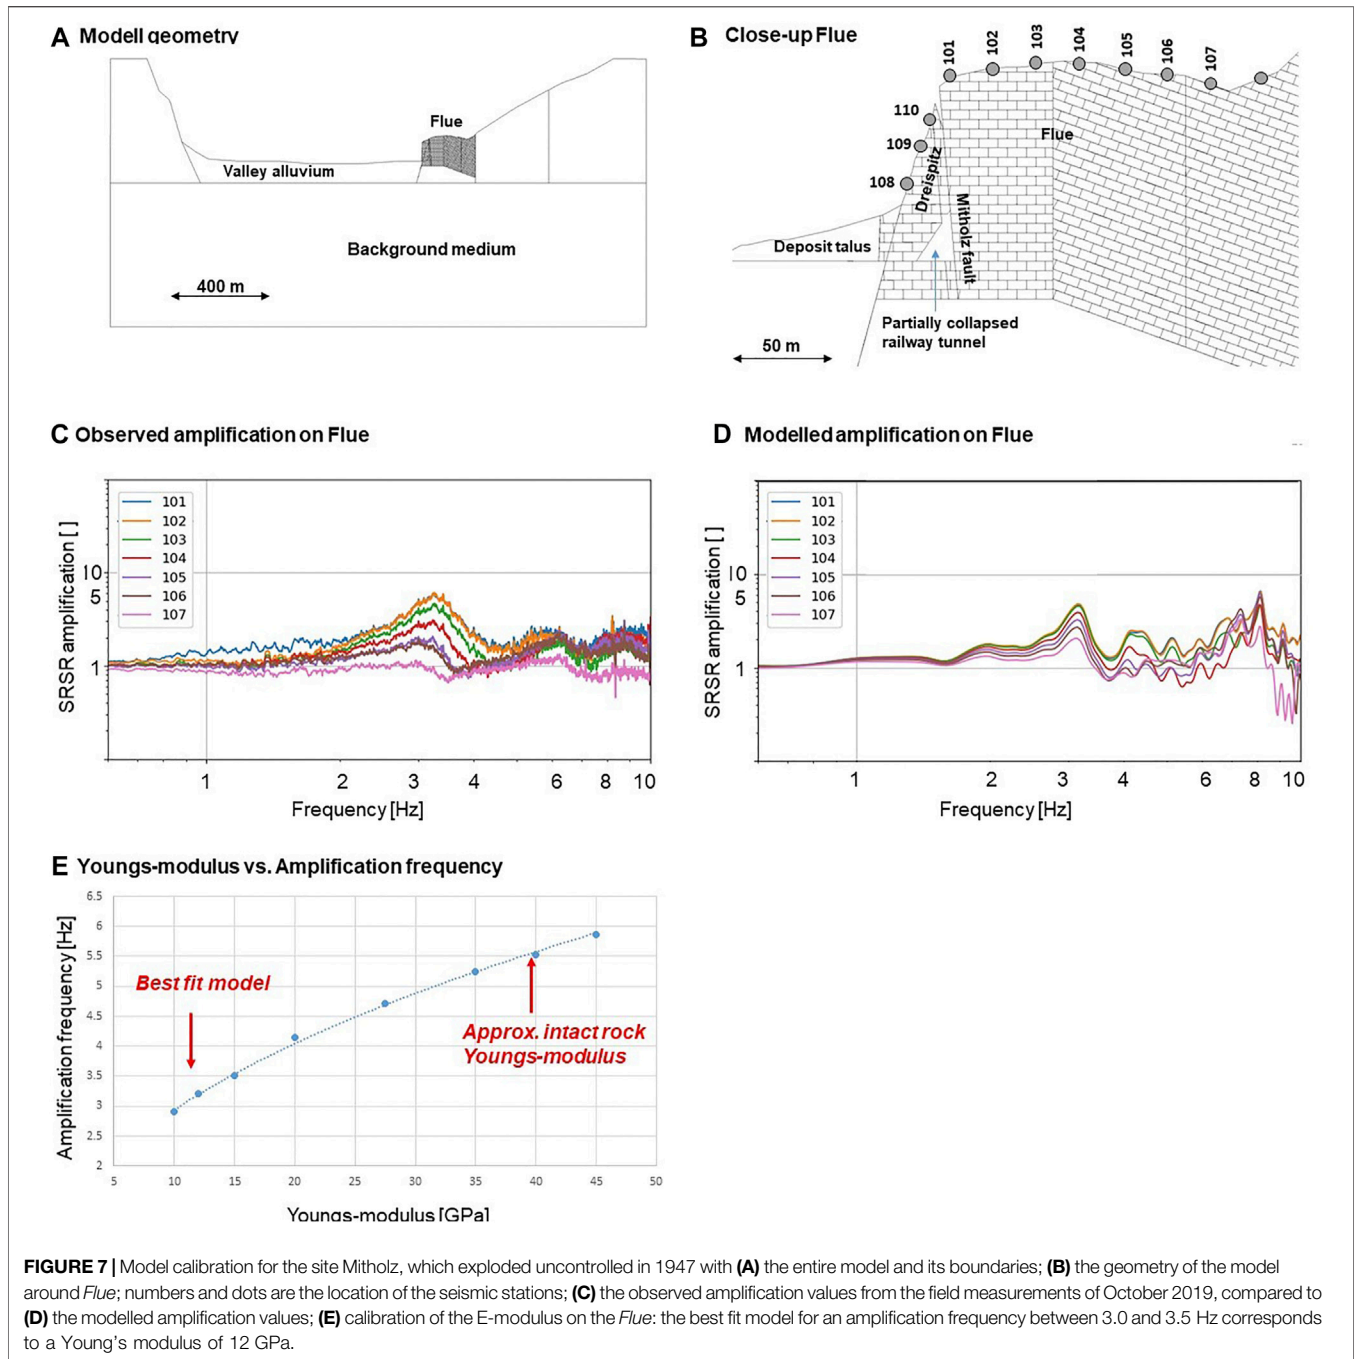 A Modell geometry
Flue
Valley alluvium
Background medium
400 m
B Close-up Flue
101
102
103
104
105
106
107
110
109
108
Dreispitz
Flue
Mitholz fault
Deposit talus
Partially collapsed
railway tunnel
50 m
C Observed amplification on Flue
SRSR amplification [ ]
10
5
1
101
102
103
104
105
106
107
1 2 3 4 6 8 10
Frequency [Hz]
D Modelled amplification on Flue
SRSR amplification [ ]
10
5
1
101
102
103
104
105
106
107
1 2 3 4 6 8 10
Frequency [Hz]
E Youngs-modulus vs. Amplification frequency
Amplification frequency [Hz]
6.5
6
5.5
5
4.5
4
3.5
3
2.5
2
Best fit model
Approx. intact rock
Youngs-modulus
5 10 15 20 25 30 35 40 45 50
Youngs-modulus [GPa]
FIGURE 7 | Model calibration for the site Mitholz, which exploded uncontrolled in 1947 with (A) the entire model and its boundaries; (B) the geometry of the model
around Flue; numbers and dots are the location of the seismic stations; (C) the observed amplification values from the field measurements of October 2019, compared to
(D) the modelled amplification values; (E) calibration of the E-modulus on the Flue: the best fit model for an amplification frequency between 3.0 and 3.5 Hz corresponds
to a Young's modulus of 12 GPa.